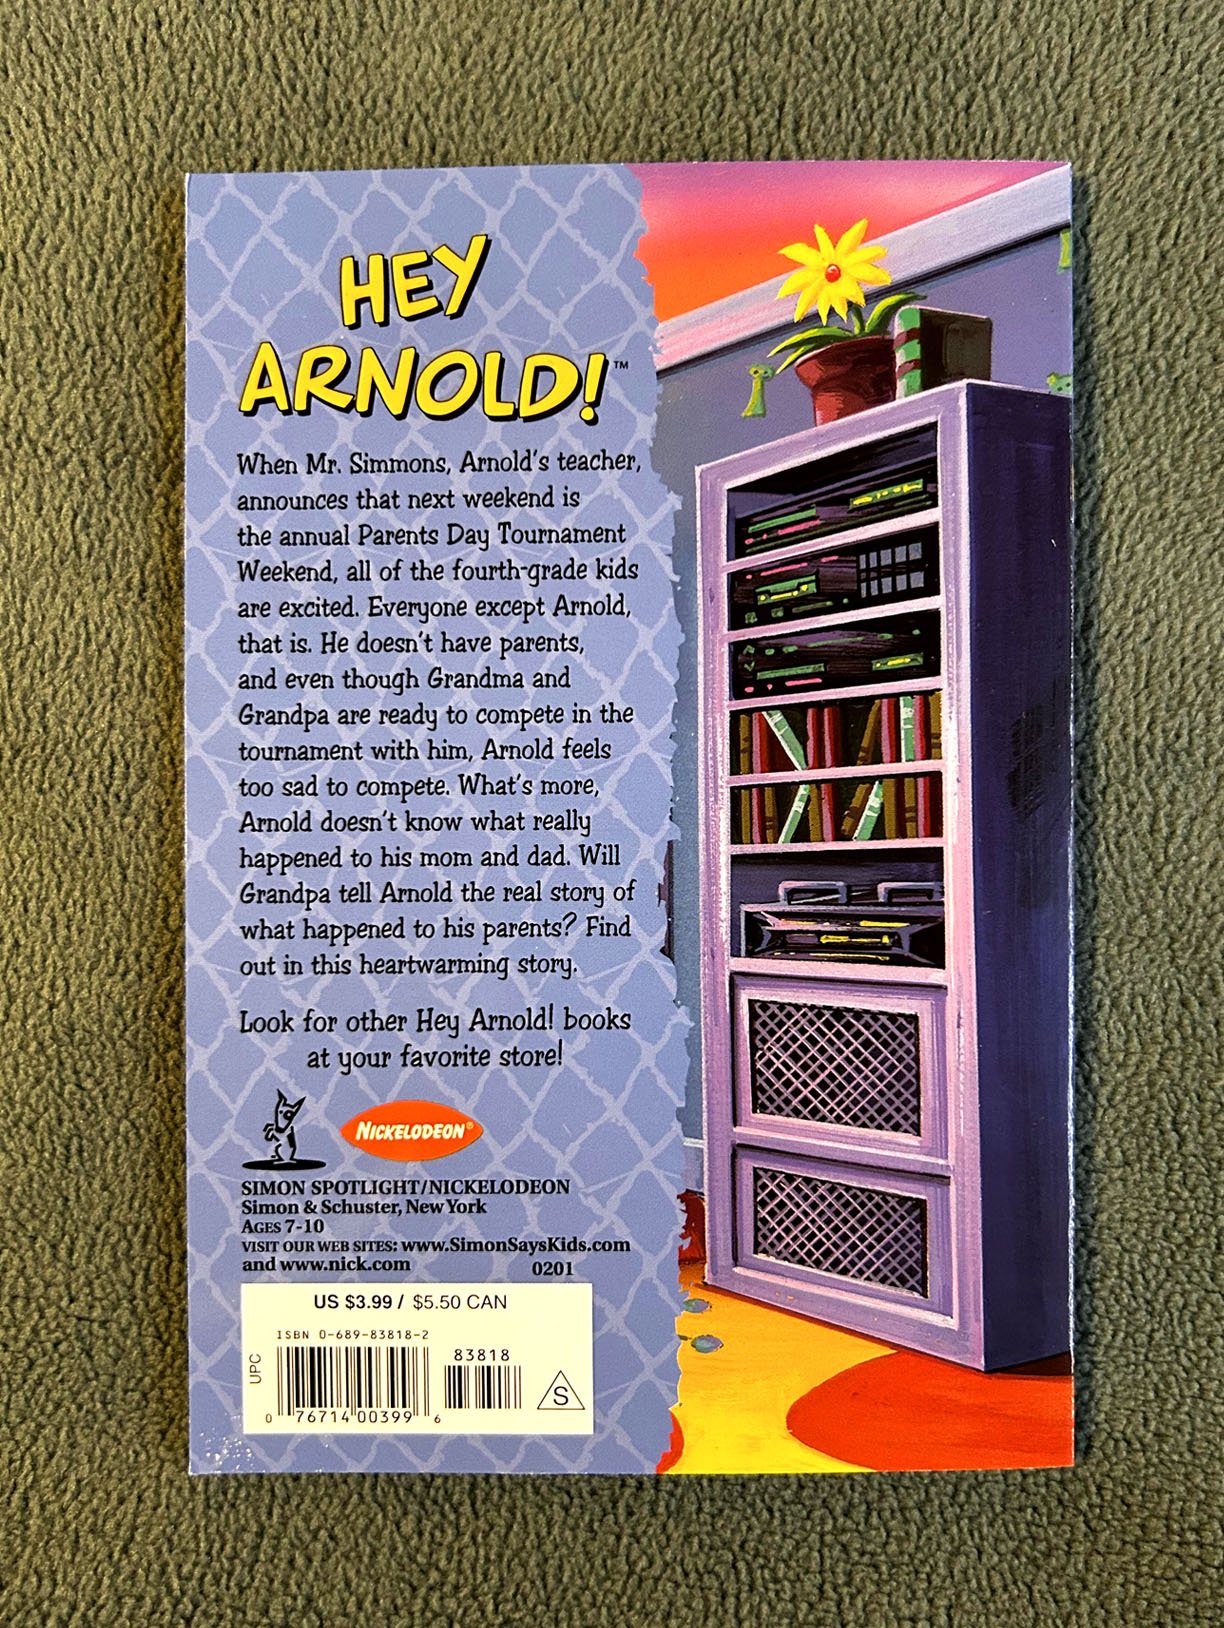 HEY
ARNOLD!™
When Mr. Simmons, Arnold's teacher,
announces that next weekend is
the annual Parents Day Tournament
Weekend, all of the fourth-grade kids
are excited. Everyone except Arnold,
that is. He doesn't have parents,
and even though Grandma and
Grandpa are ready to compete in the
tournament with him, Arnold feels
too sad to compete. What's more,
Arnold doesn't know what really
happened to his mom and dad. Will
Grandpa tell Arnold the real story of
what happened to his parents? Find
out in this heartwarming story.
Look for other Hey Arnold! books
at your favorite store!
NICKELODEON®
SIMON SPOTLIGHT/NICKELODEON
Simon & Schuster, New York
AGES 7-10
VISIT OUR WEB SITES: www.SimonSaysKids.com
and www.nick.com 0201
US $3.99 / $5.50 CAN
ISBN 0-689-83818-2
83818
UPC
S
0 76714 00399 6